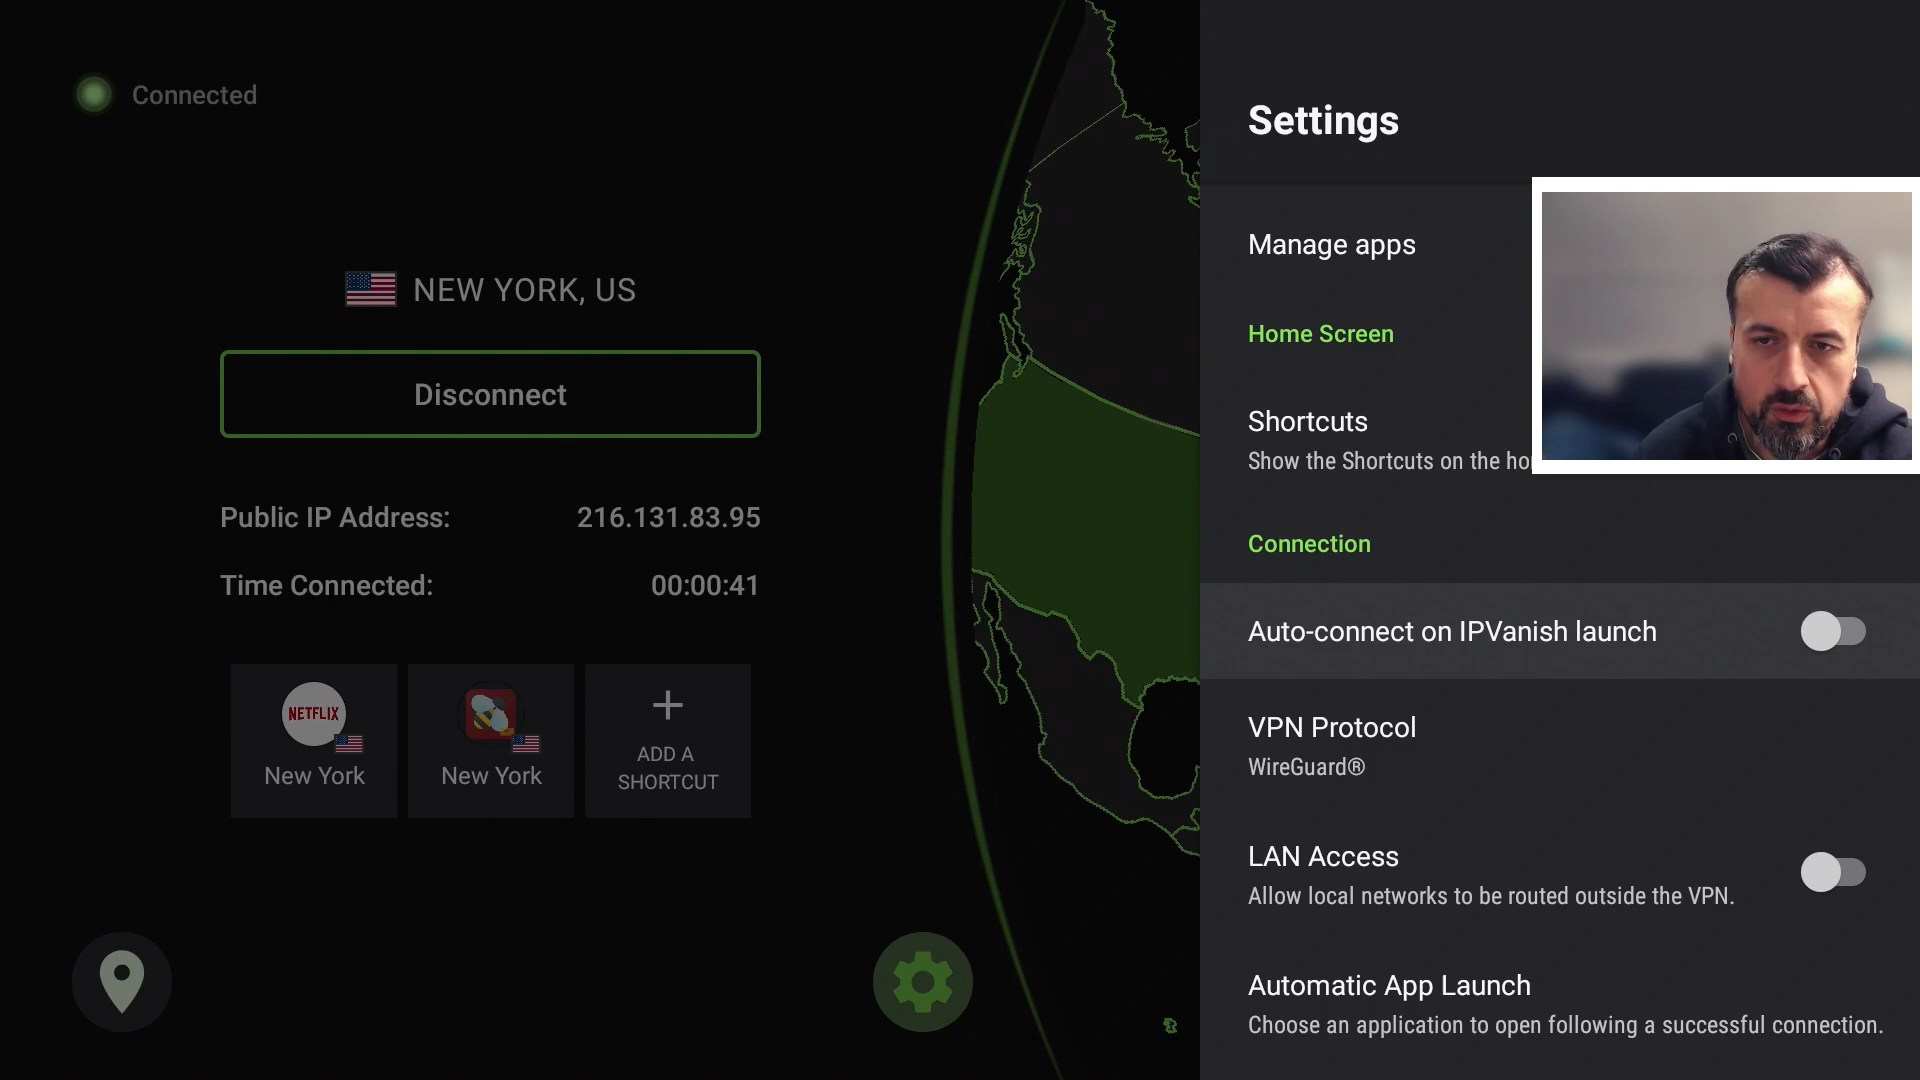 Connected
NEW YORK, US
Disconnect
Public IP Address: 216.131.83.95
Time Connected: 00:00:41
NETFLIX
New York
New York
ADD A
SHORTCUT
Settings
Manage apps
Home Screen
Shortcuts
Show the Shortcuts on the
Connection
Auto-connect on IPVanish launch
VPN Protocol
WireGuard®
LAN Access
Allow local networks to be routed outside the VPN.
Automatic App Launch
Choose an application to open following a successful connection.